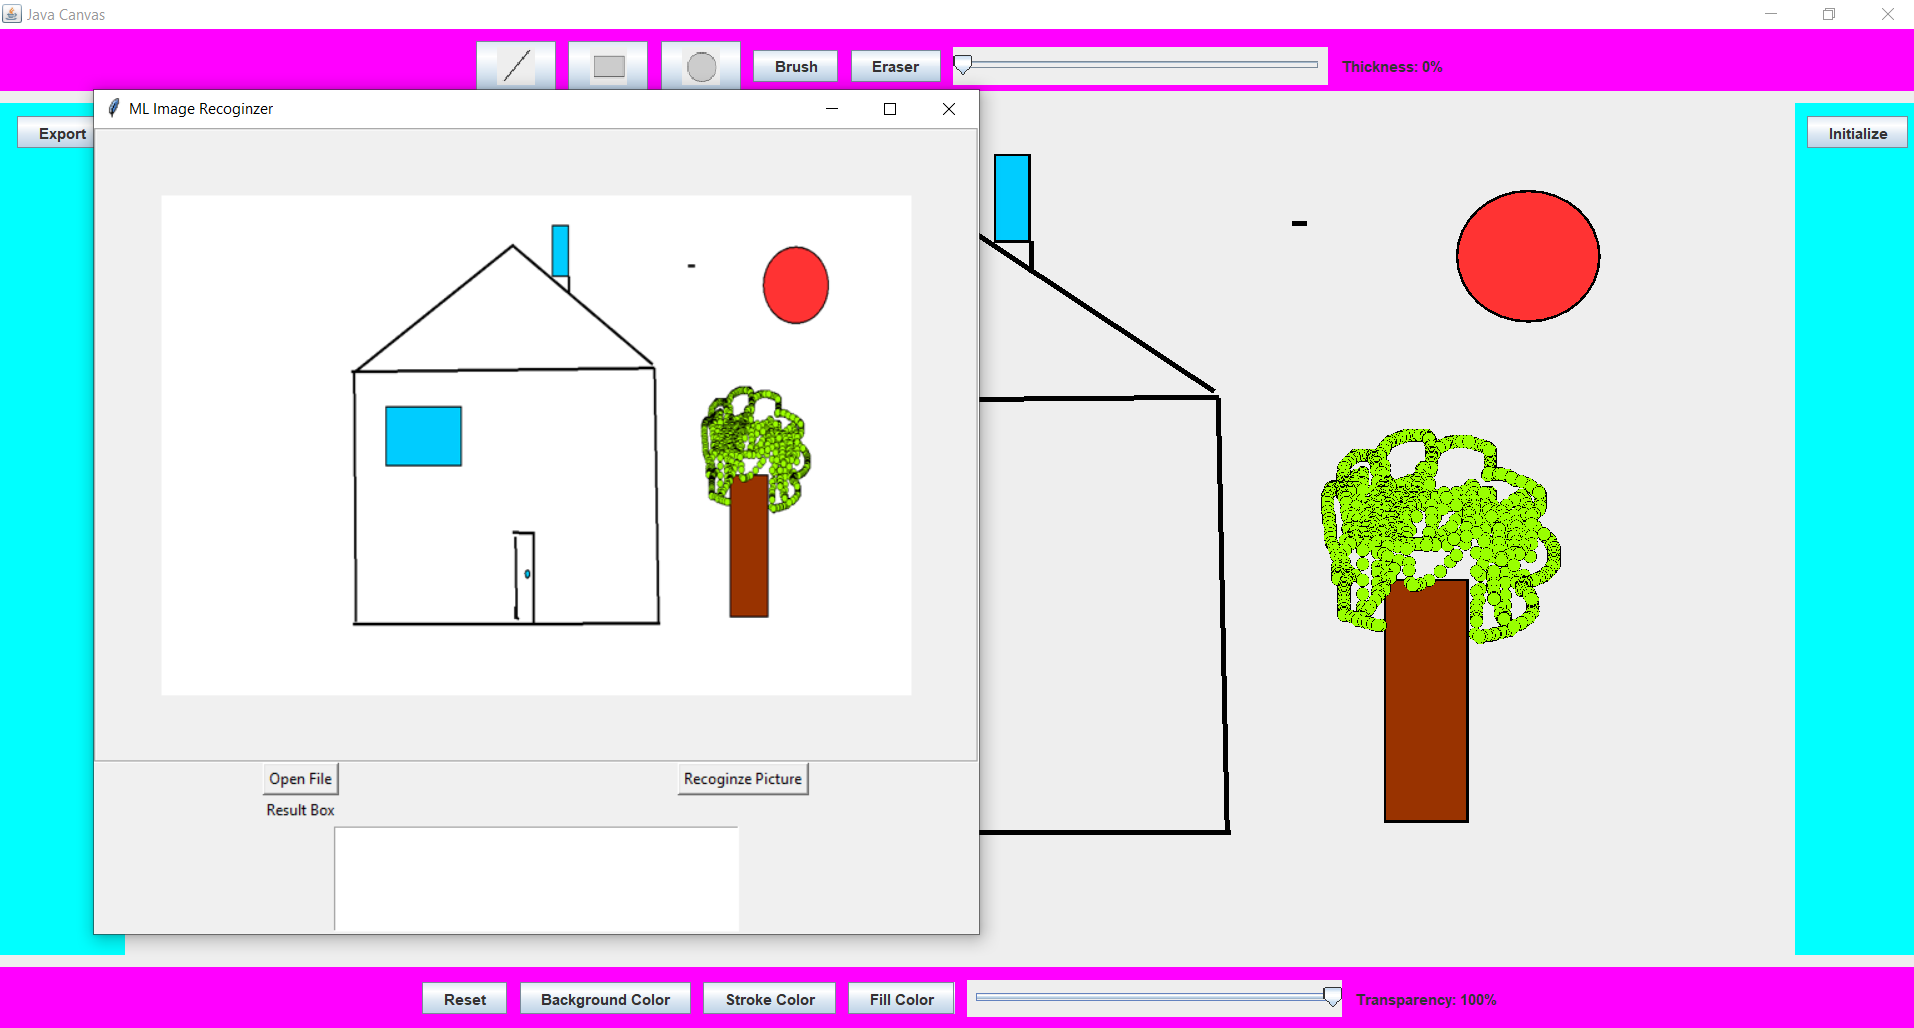 Java Canvas
Brush
Eraser
Thickness: 0%
ML Image Recoginzer
Export
Initialize
Open File
Recoginze Picture
Result Box
Reset
Background Color
Stroke Color
Fill Color
Transparency: 100%